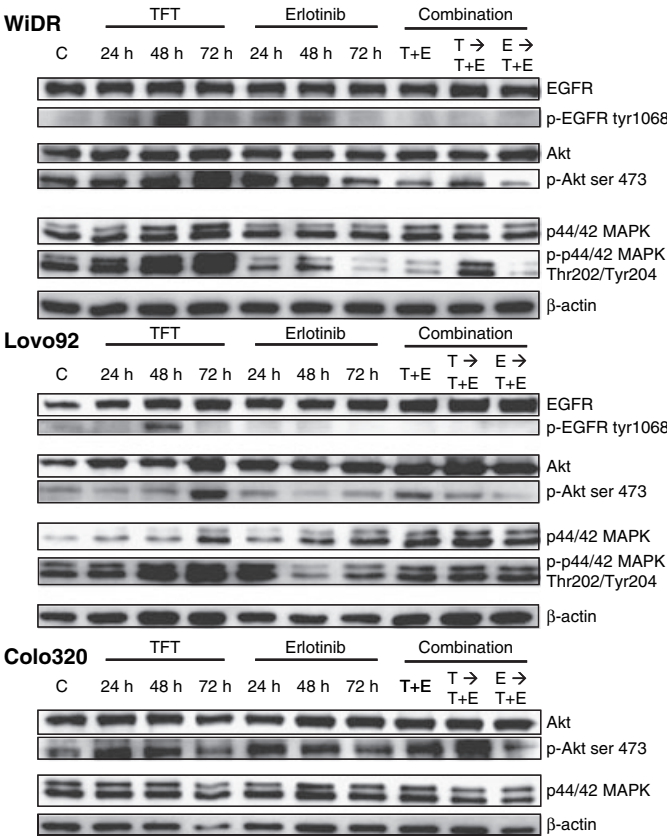 WiDR
TFT Erlotinib Combination
C 24 h 48 h 72 h 24 h 48 h 72 h T+E T → T+E E → T+E
EGFR
p-EGFR tyr1068
Akt
p-Akt ser 473
p44/42 MAPK
p-p44/42 MAPK
Thr202/Tyr204
β-actin
Lovo92
TFT Erlotinib Combination
C 24 h 48 h 72 h 24 h 48 h 72 h T+E T → T+E E → T+E
EGFR
p-EGFR tyr1068
Akt
p-Akt ser 473
p44/42 MAPK
p-p44/42 MAPK
Thr202/Tyr204
β-actin
Colo320
TFT Erlotinib Combination
C 24 h 48 h 72 h 24 h 48 h 72 h T+E T → T+E E → T+E
Akt
p-Akt ser 473
p44/42 MAPK
β-actin